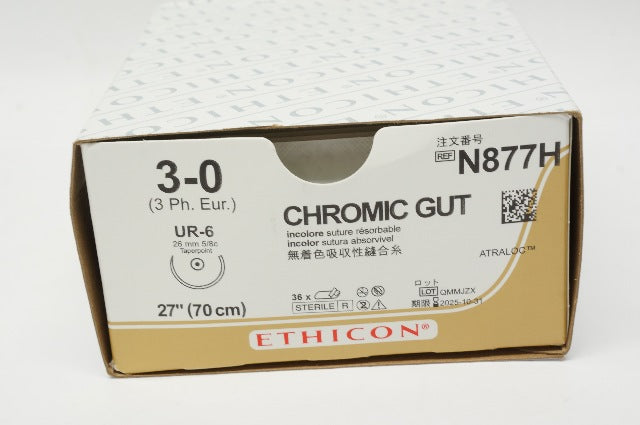 ETHICON
3-0
(3 Ph. Eur.)
UR-6
26 mm 5/8c
Taperpoint
27" (70 cm)
CHROMIC GUT
incolore suture résorbable
incolor sutura absorvível
無着色吸収性縫合糸
36 x
STERILE R
注文番号
REF N877H
ATRALOC™
ロット
LOT QMMJZX
期限 2025-10-31
ETHICON®